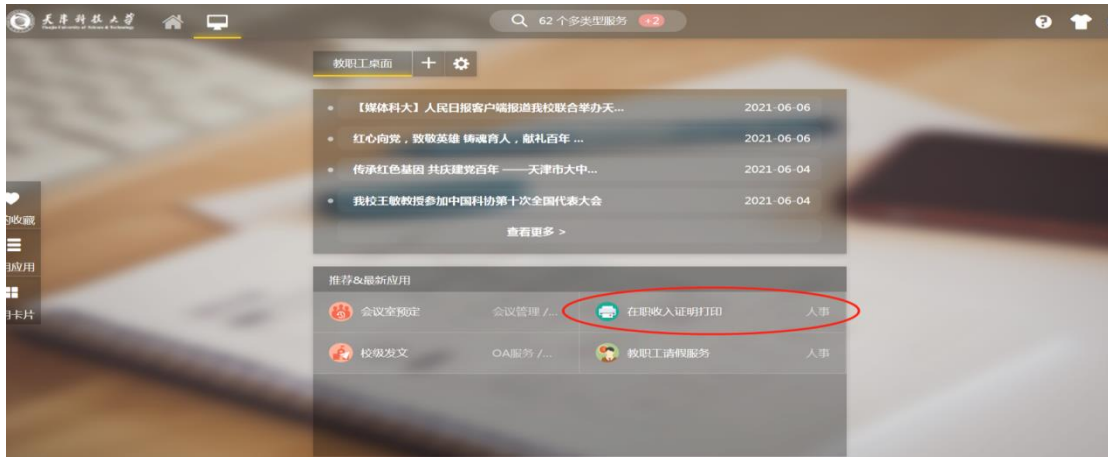 天津科技大学
62个多类型服务 +2
教职工桌面
【媒体科大】人民日报客户端报道我校联合举办天... 2021-06-06
红心向党，致敬英雄 铸魂育人，献礼百年 ... 2021-06-06
传承红色基因 共庆建党百年 ——天津市大中... 2021-06-04
我校王敏教授参加中国科协第十次全国代表大会 2021-06-04
查看更多 >
的收藏
用应用
用卡片
推荐&最新应用
会议室预定 会议管理 /...
在职收入证明打印 人事
校级发文 OA服务 /...
教职工请假服务 人事